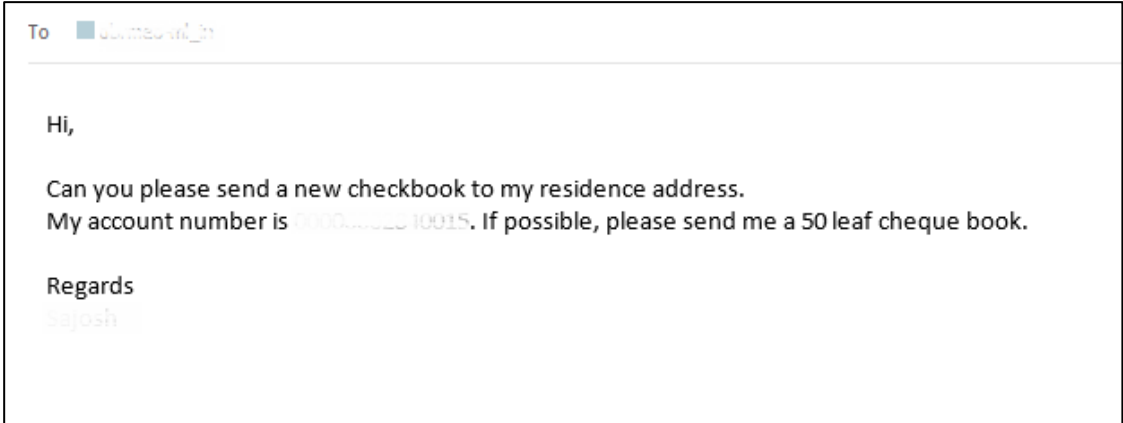 To
Hi,
Can you please send a new checkbook to my residence address.
My account number is . If possible, please send me a 50 leaf cheque book.
Regards
Sajosh